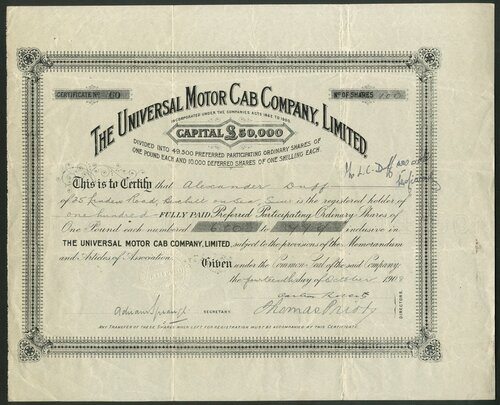 CERTIFICATE No. 60
No. OF SHARES 100
THE UNIVERSAL MOTOR CAB COMPANY, LIMITED.
INCORPORATED UNDER THE COMPANIES ACTS 1862 TO 1900.
CAPITAL £50,000
DIVIDED INTO 49,500 PREFERRED PARTICIPATING ORDINARY SHARES OF
ONE POUND EACH AND 10,000 DEFERRED SHARES OF ONE SHILLING EACH.
Mr L.C. Duff
This is to Certify that Alexander Duff
of 25 Road, Bexhill on Sea, is the registered holder of
one hundred FULLY PAID Preferred Participating Ordinary Shares of
One Pound each numbered to inclusive in
THE UNIVERSAL MOTOR CAB COMPANY, LIMITED, subject to the provisions of the Memorandum
and Articles of Association.
Given under the Common Seal of the said Company
the fourteenth day of October 1908
SECRETARY.
Thomas
DIRECTORS.
ANY TRANSFER OF THESE SHARES WHEN LEFT FOR REGISTRATION MUST BE ACCOMPANIED BY THIS CERTIFICATE.